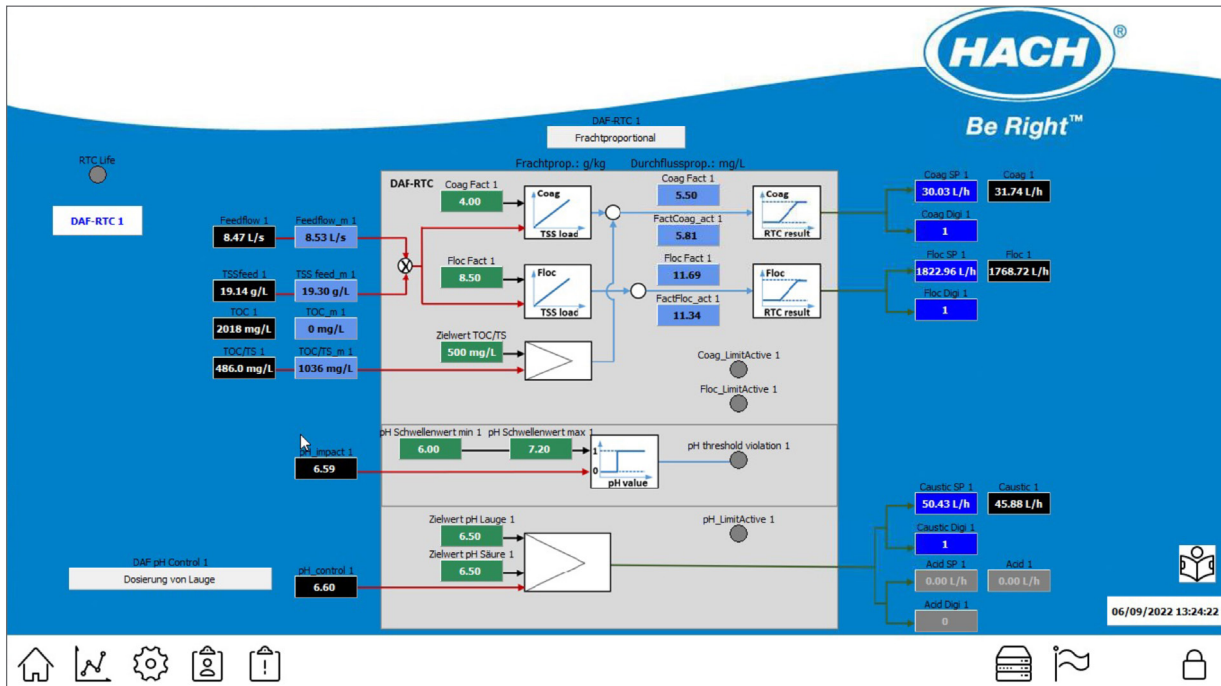 HACH®
Be Right™
DAF-RTC 1
Frachtproportional
RTC Life
DAF-RTC 1
Frachtprop.: g/kg
Durchflussprop.: mg/L
DAF-RTC
Coag Fact 1
4.00
Coag
TSS load
Coag Fact 1
5.50
FactCoag_act 1
5.81
Coag
RTC result
Coag SP 1
30.03 L/h
Coag 1
31.74 L/h
Coag Digi 1
1
Feedflow 1
8.47 L/s
Feedflow_m 1
8.53 L/s
X
TSSfeed 1
19.14 g/L
TSS feed_m 1
19.30 g/L
Floc Fact 1
8.50
Floc
TSS load
Floc Fact 1
11.69
FactFloc_act 1
11.34
Floc
RTC result
Floc SP 1
1822.96 L/h
Floc 1
1768.72 L/h
Floc Digi 1
1
TOC 1
2018 mg/L
TOC_m 1
0 mg/L
TOC/TS 1
486.0 mg/L
TOC/TS_m 1
1036 mg/L
Zielwert TOC/TS
500 mg/L
Coag_LimitActive 1
Floc_LimitActive 1
pH Schwellenwert min 1
6.00
pH Schwellenwert max 1
7.20
1
0
pH value
pH threshold violation 1
pH_impact 1
6.59
Zielwert pH Lauge 1
6.50
Zielwert pH Säure 1
6.50
pH_LimitActive 1
DAF pH Control 1
Dosierung von Lauge
pH_control 1
6.60
Caustic SP 1
50.43 L/h
Caustic 1
45.88 L/h
Caustic Digi 1
1
Acid SP 1
0.00 L/h
Acid 1
0.00 L/h
Acid Digi 1
0
06/09/2022 13:24:22